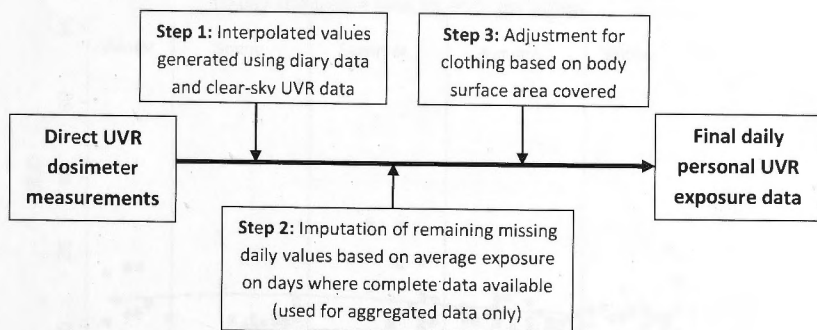 Step 1: Interpolated values
generated using diary data
and clear-skv UVR data
Step 3: Adjustment for
clothing based on body
surface area covered
Direct UVR
dosimeter
measurements
Final daily
personal UVR
exposure data
Step 2: Imputation of remaining missing
daily values based on average exposure
on days where complete data available
(used for aggregated data only)